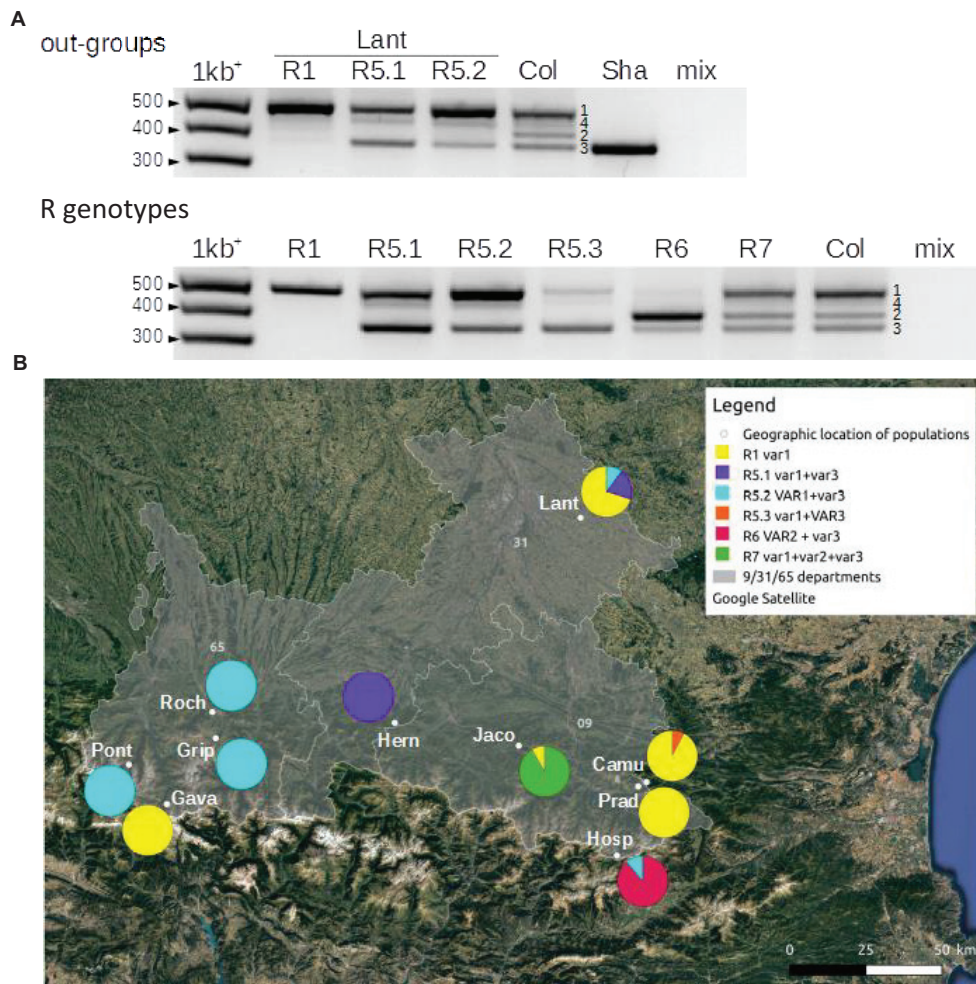 A
out-groups
Lant
1kb+ R1 R5.1 R5.2 Col Sha mix
500
400
300
1
4
2
3
R genotypes
1kb+ R1 R5.1 R5.2 R5.3 R6 R7 Col mix
500
400
300
1
4
2
3
B
Legend
Geographic location of populations
R1 var1
R5.1 var1+var3
R5.2 VAR1+var3
R5.3 var1+VAR3
R6 VAR2 + var3
R7 var1+var2+var3
9/31/65 departments
Google Satellite
Lant
31
65
Roch
Hern
Jaco
09
Grip
Pont
Camu
Gava
Prad
Hosp
0 25 50 km